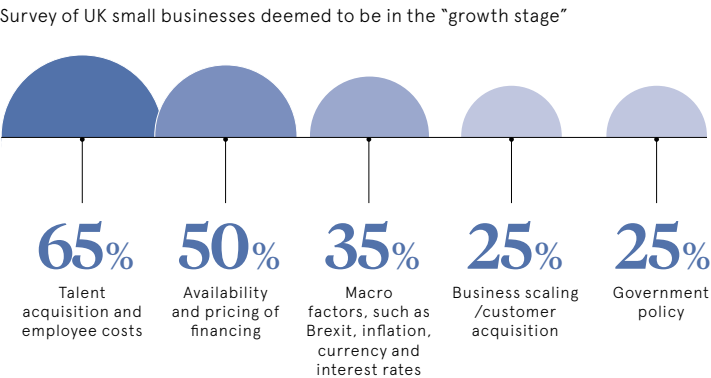 Survey of UK small businesses deemed to be in the “growth stage”
65%
Talent
acquisition and
employee costs
50%
Availability
and pricing of
financing
35%
Macro
factors, such as
Brexit, inflation,
currency and
interest rates
25%
Business scaling
/customer
acquisition
25%
Government
policy